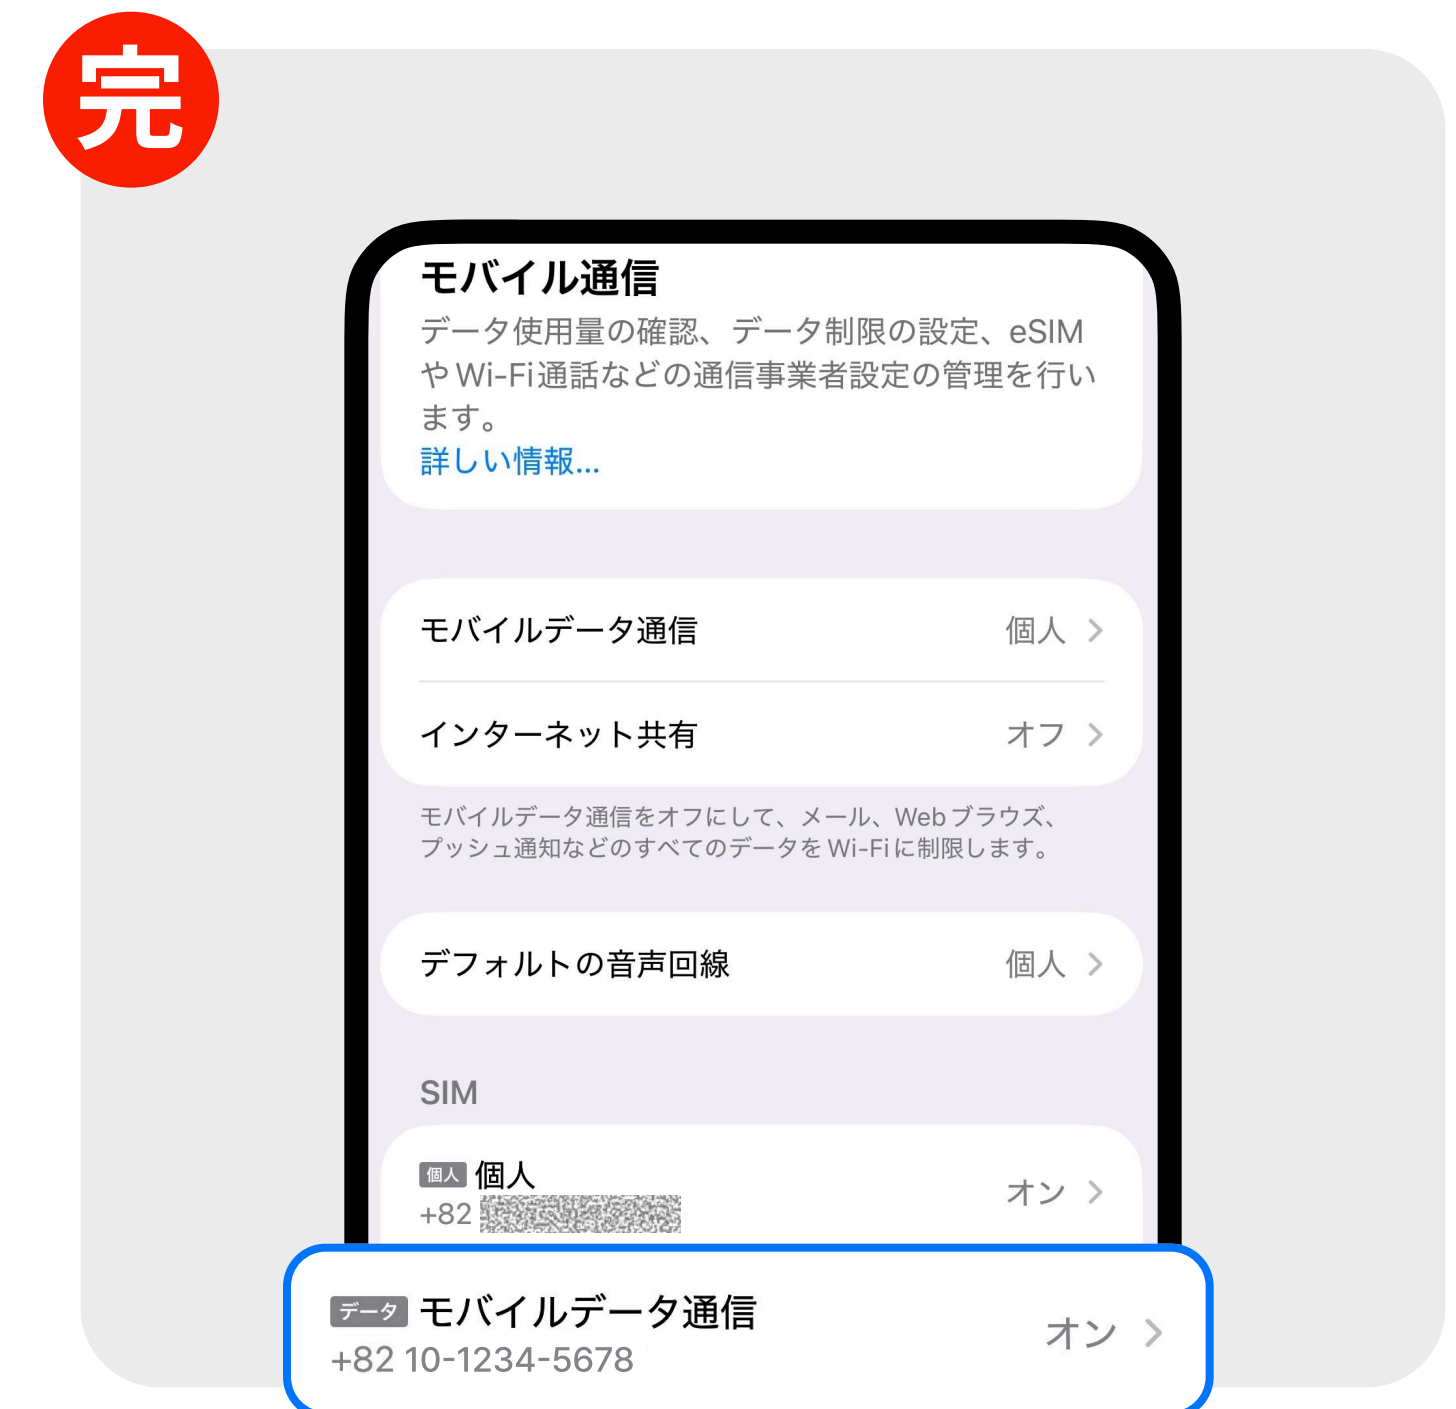 完
モバイル通信
データ使用量の確認、データ制限の設定、eSIM
やWi-Fi通話などの通信事業者設定の管理を行い
ます。
詳しい情報...
モバイルデータ通信 個人
インターネット共有 オフ
モバイルデータ通信をオフにして、メール、Webブラウズ、
プッシュ通知などのすべてのデータをWi-Fiに制限します。
デフォルトの音声回線 個人
SIM
個人 個人
+82
オン
データ モバイルデータ通信
+82 10-1234-5678
オン